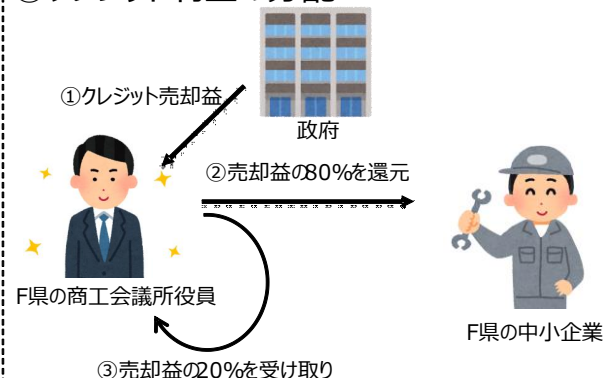 ①クレジット売却益
政府
②売却益の80%を還元
F県の商工会議所役員
F県の中小企業
③売却益の20%を受け取り